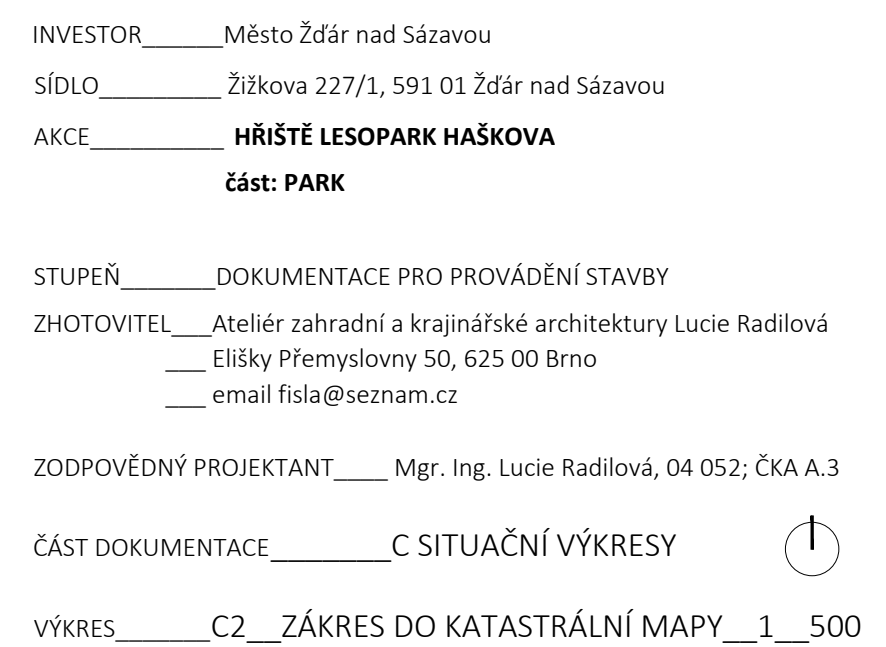 INVESTOR______Město Žďár nad Sázavou
SÍDLO_________ Žižkova 227/1, 591 01 Žďár nad Sázavou
AKCE__________ HŘIŠTĚ LESOPARK HAŠKOVA
část: PARK
STUPEŇ_______DOKUMENTACE PRO PROVÁDĚNÍ STAVBY
ZHOTOVITEL___Ateliér zahradní a krajinářské architektury Lucie Radilová
___ Elišky Přemyslovny 50, 625 00 Brno
___ email fisla@seznam.cz
ZODPOVĚDNÝ PROJEKTANT____ Mgr. Ing. Lucie Radilová, 04 052; ČKA A.3
ČÁST DOKUMENTACE_______C SITUAČNÍ VÝKRESY
VÝKRES_______C2__ZÁKRES DO KATASTRÁLNÍ MAPY__1__500